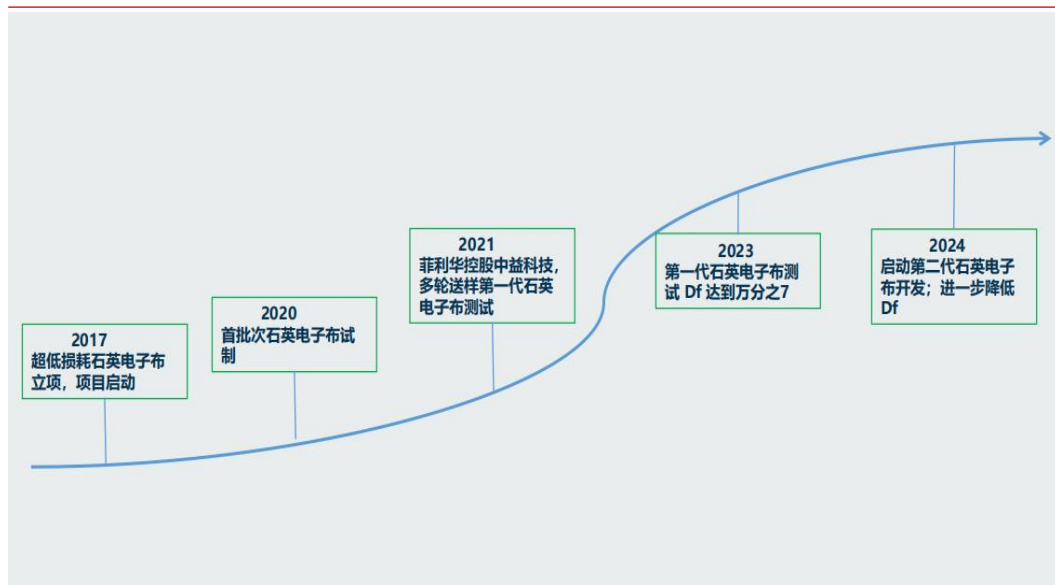 2017
超低损耗石英电子布
立项，项目启动
2020
首批次石英电子布试
制
2021
菲利华控股中益科技，
多轮送样第一代石英
电子布测试
2023
第一代石英电子布测
试 Df 达到万分之7
2024
启动第二代石英电子
布开发；进一步降低
Df